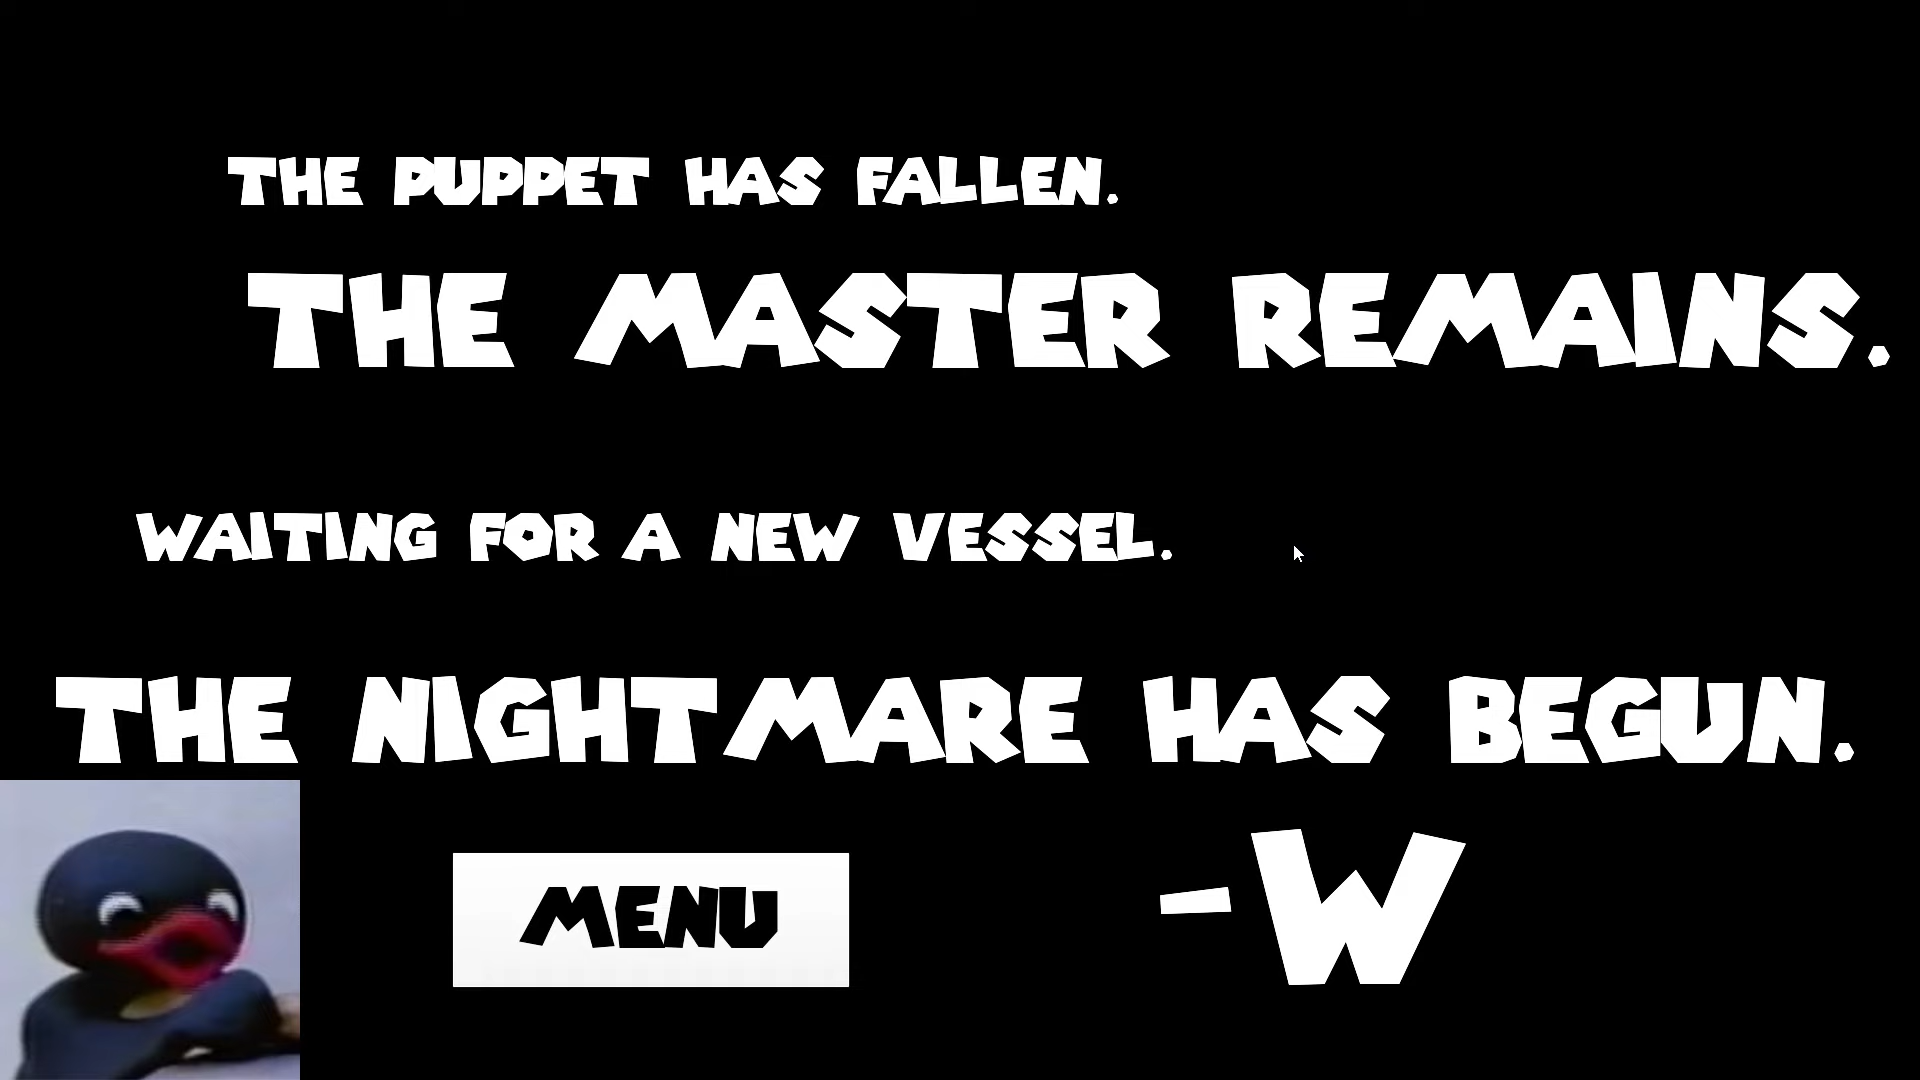 THE PUPPET HAS FALLEN.
THE MASTER REMAINS.
WAITING FOR A NEW VESSEL.
THE NIGHTMARE HAS BEGUN.
MENU
-W